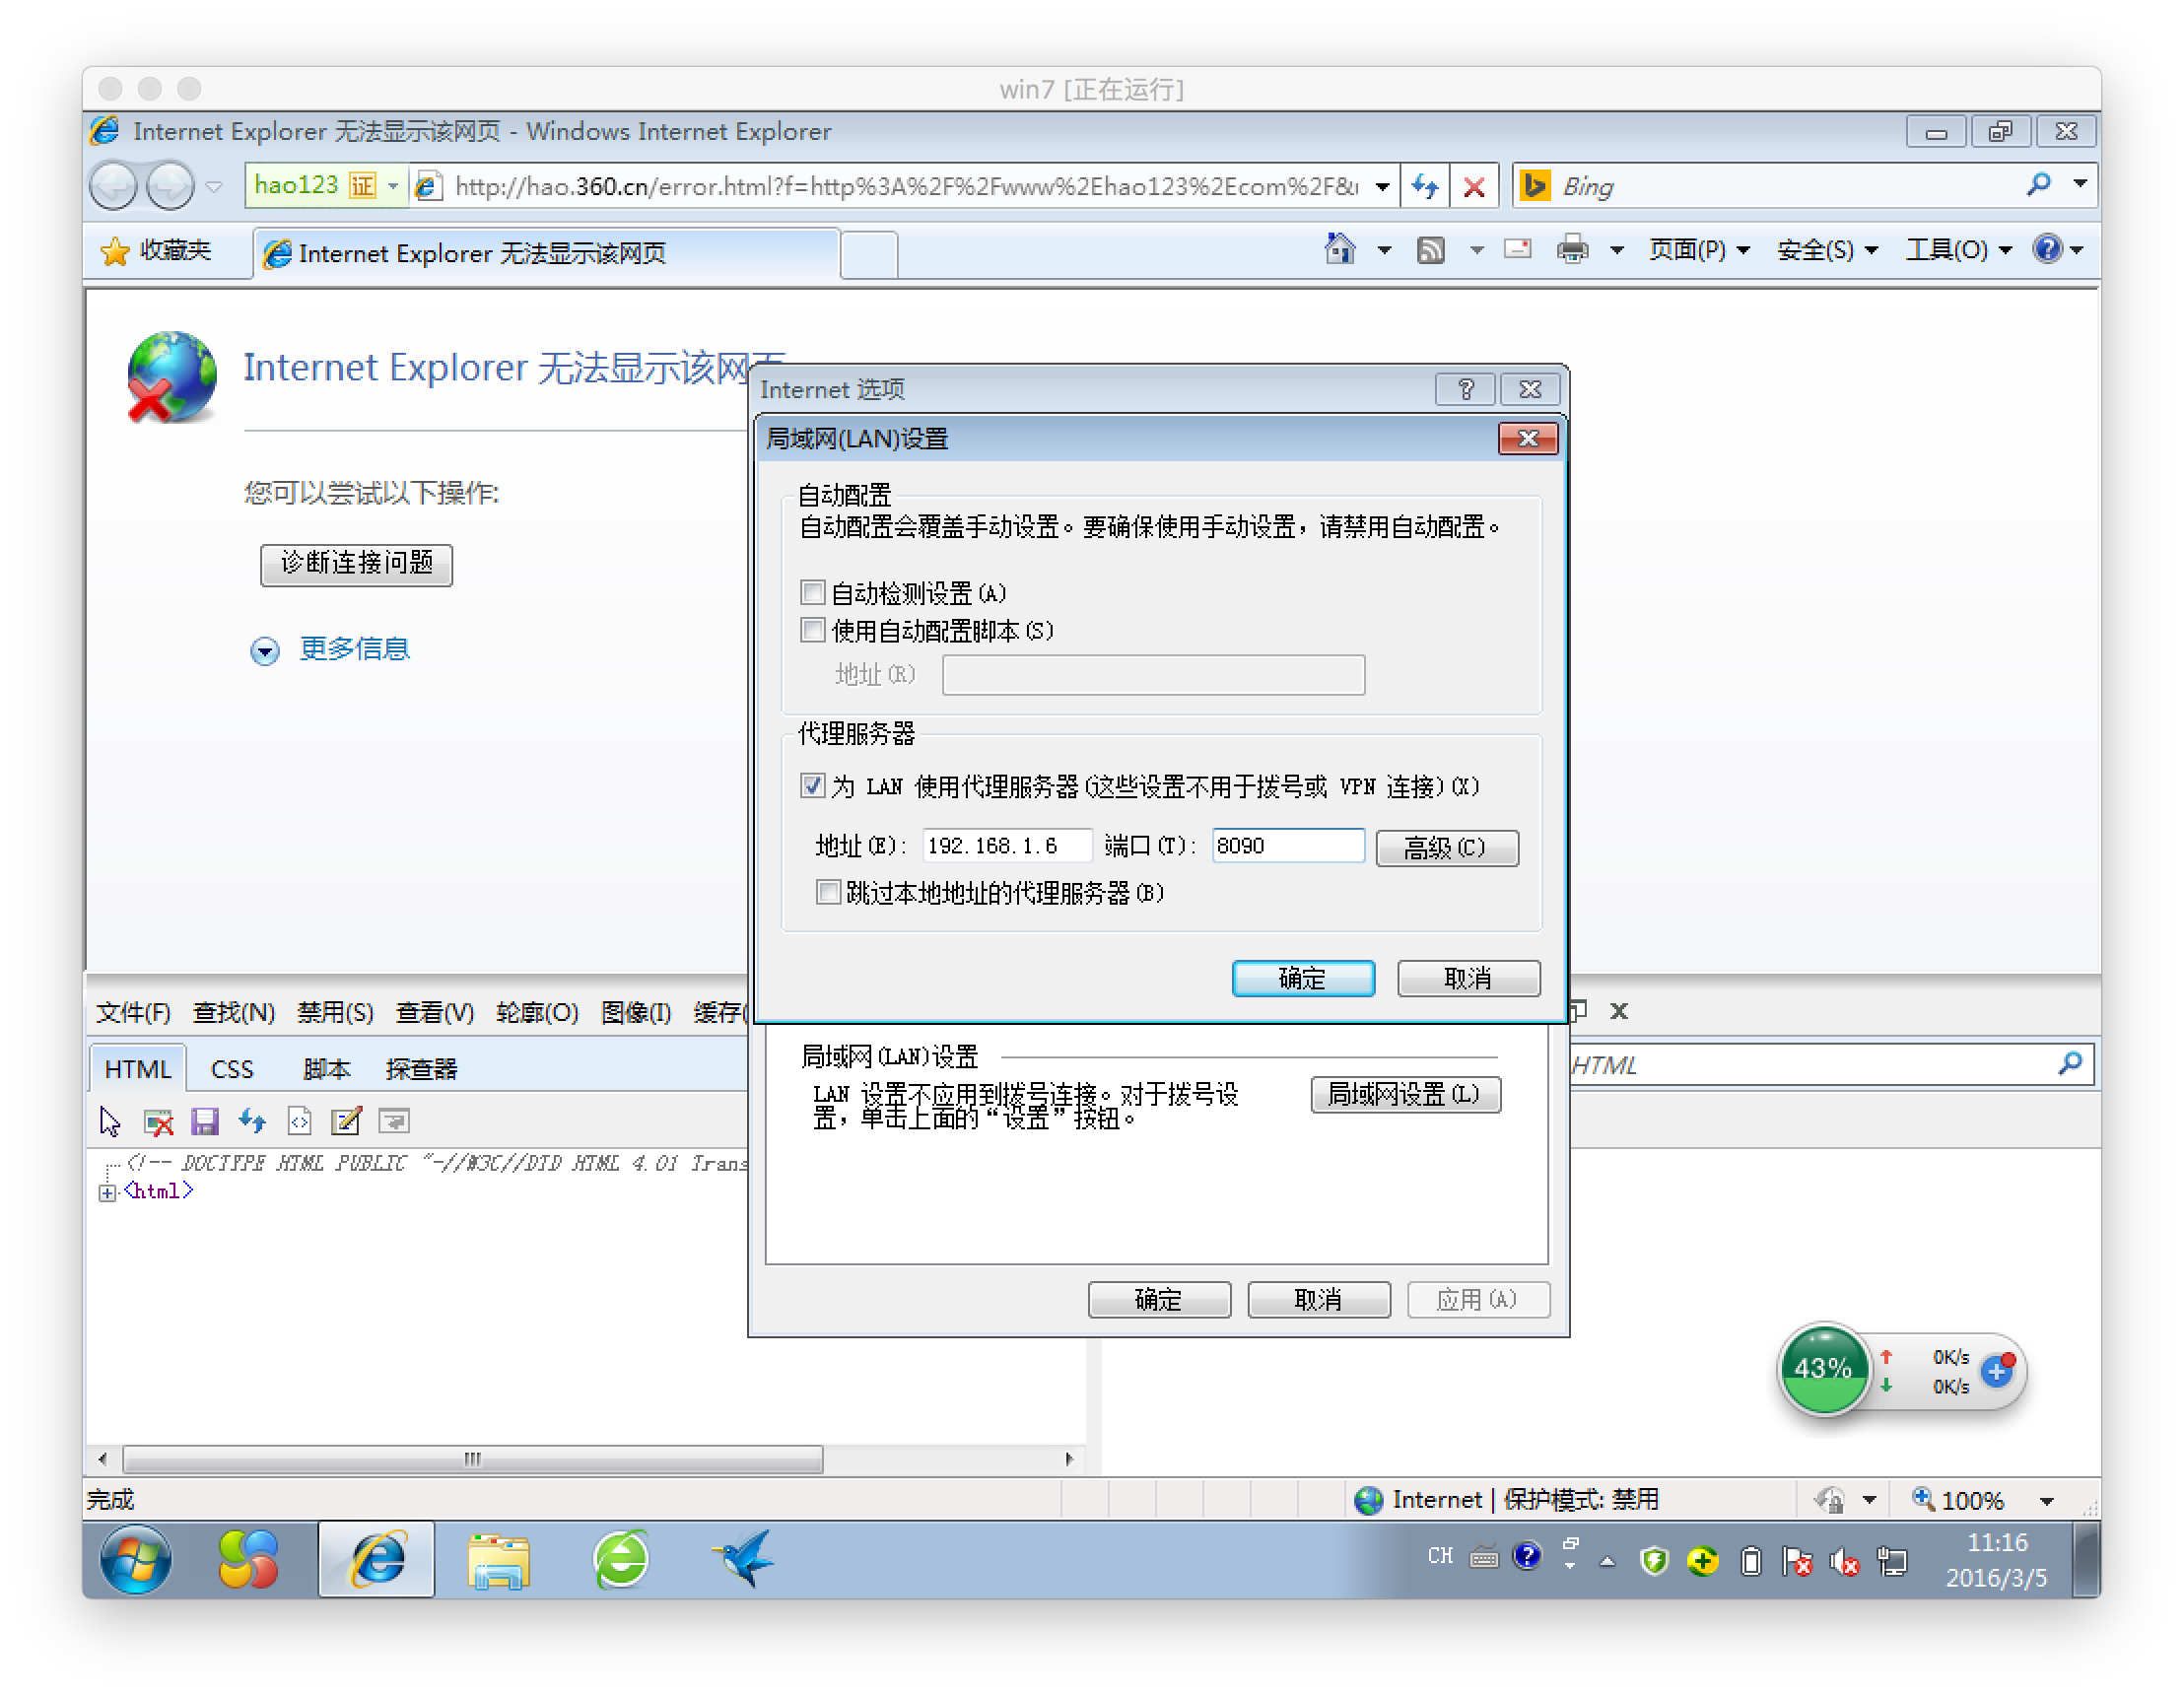 win7 [正在运行]
Internet Explorer 无法显示该网页 - Windows Internet Explorer
hao123 证
http://hao.360.cn/error.html?f=http%3A%2F%2Fwww%2Ehao123%2Ecom%2F&
Bing
收藏夹
Internet Explorer 无法显示该网页
页面(P)
安全(S)
工具(O)
Internet Explorer 无法显示该网页
您可以尝试以下操作:
诊断连接问题
更多信息
Internet 选项
局域网(LAN)设置
自动配置
自动配置会覆盖手动设置。要确保使用手动设置，请禁用自动配置。
自动检测设置(A)
使用自动配置脚本(S)
地址(R)
代理服务器
为 LAN 使用代理服务器(这些设置不用于拨号或 VPN 连接)(X)
地址(E): 192.168.1.6 端口(T): 8090 高级(C)
跳过本地地址的代理服务器(B)
确定 取消
文件(F) 查找(N) 禁用(S) 查看(V) 轮廓(O) 图像(I) 缓存(
HTML CSS 脚本 探查器
HTML
局域网(LAN)设置
LAN 设置不应用到拨号连接。对于拨号设
置，单击上面的“设置”按钮。
局域网设置(L)
<!-- DOCTYPE HTML PUBLIC "-//W3C//DTD HTML 4.01 Trans
<html>
确定 取消 应用(A)
43%
0K/s
0K/s
完成
Internet | 保护模式: 禁用
100%
CH
11:16
2016/3/5